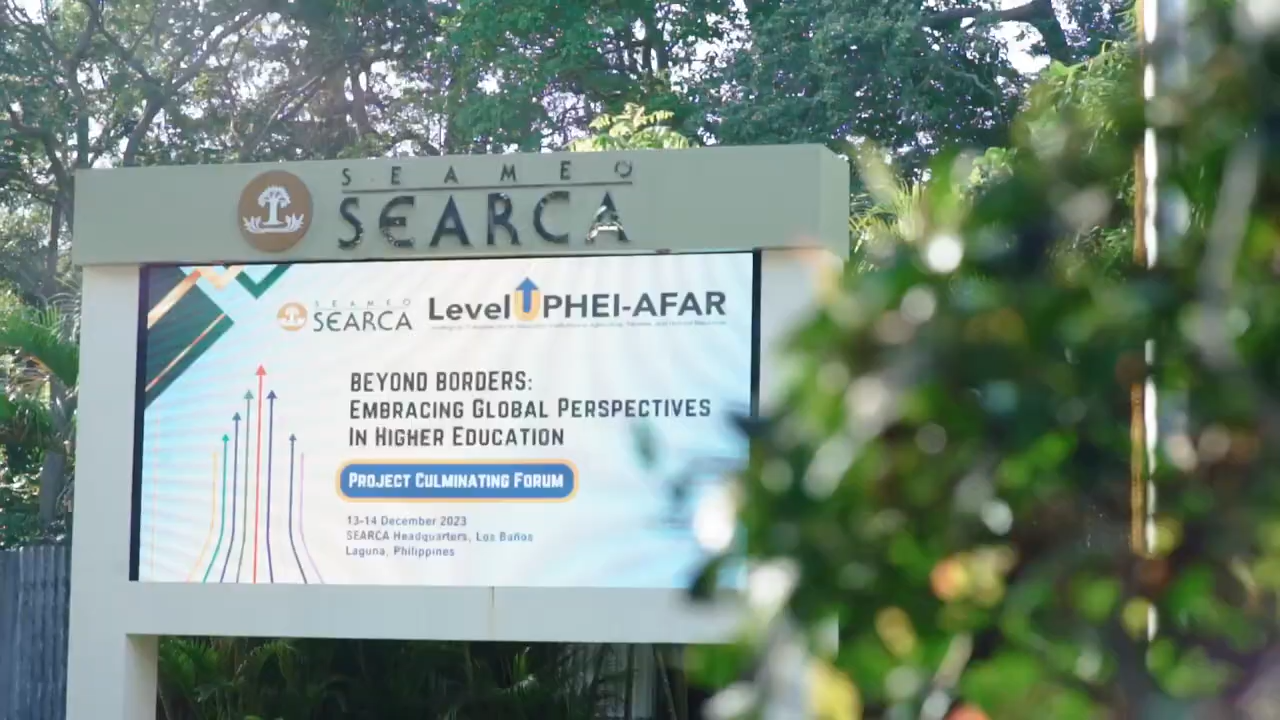 SEAMEO
SEARCA
SEAMEO
SEARCA
LevelUPHEI-AFAR
BEYOND BORDERS:
EMBRACING GLOBAL PERSPECTIVES
IN HIGHER EDUCATION
PROJECT CULMINATING FORUM
13-14 December 2023
SEARCA Headquarters, Los Baños
Laguna, Philippines